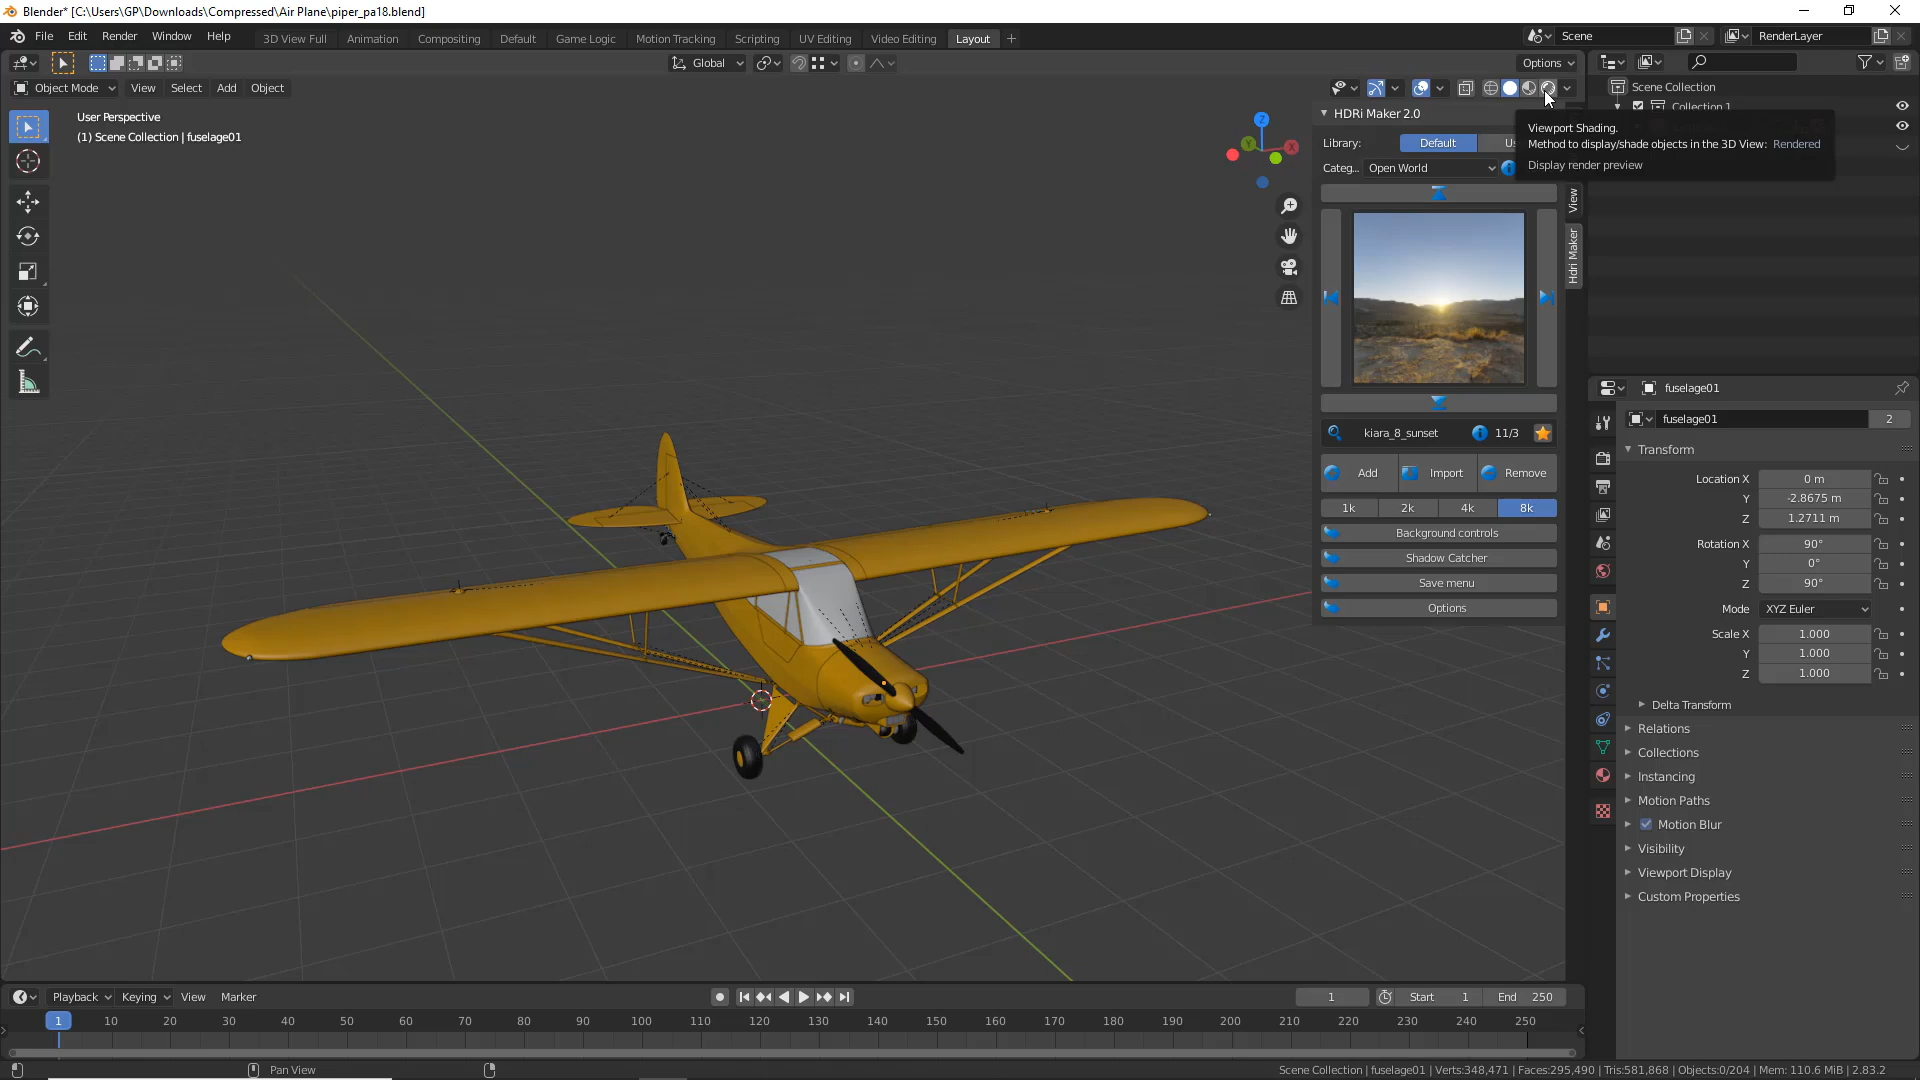 Blender* [C:\Users\GP\Downloads\Compressed\Air Plane\piper_pa18.blend]
File Edit Render Window Help 3D View Full Animation Compositing Default Game Logic Motion Tracking Scripting UV Editing Video Editing Layout Scene RenderLayer
Global Options
Object Mode View Select Add Object
User Perspective
(1) Scene Collection | fuselage01
Z
Y
X
HDRi Maker 2.0
Library: Default
Categ... Open World
Viewport Shading.
Method to display/shade objects in the 3D View: Rendered
Display render preview
View
Hdri Maker
kiara_8_sunset 11/3
Add Import Remove
1k 2k 4k 8k
Background controls
Shadow Catcher
Save menu
Options
Scene Collection
Collection 1
fuselage01
fuselage01 2
Transform
Location X 0 m
Y -2.8675 m
Z 1.2711 m
Rotation X 90°
Y 0°
Z 90°
Mode XYZ Euler
Scale X 1.000
Y 1.000
Z 1.000
Delta Transform
Relations
Collections
Instancing
Motion Paths
Motion Blur
Visibility
Viewport Display
Custom Properties
Playback Keying View Marker 1 Start 1 End 250
1 10 20 30 40 50 60 70 80 90 100 110 120 130 140 150 160 170 180 190 200 210 220 230 240 250
Pan View
Scene Collection | fuselage01 | Verts:348,471 | Faces:295,490 | Tris:581,868 | Objects:0/204 | Mem: 110.6 MiB | 2.83.2